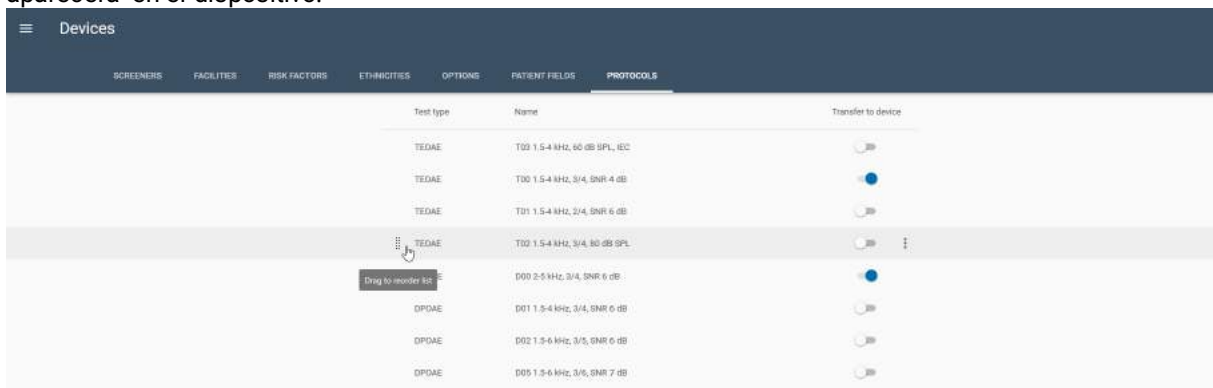 aparecerá en el dispositivo.
Devices
SCREENERS FACILITIES RISK FACTORS ETHNICITIES OPTIONS PATIENT FIELDS PROTOCOLS
Test type Name Transfer to device
TEOAE T03 1.5-4 kHz, 60 dB SPL, IEC
TEOAE T00 1.5-4 kHz, 3/4, SNR 4 dB
TEOAE T01 1.5-4 kHz, 2/4, SNR 6 dB
TEOAE T02 1.5-4 kHz, 3/4, 80 dB SPL
Drag to reorder list E D00 2-5 kHz, 3/4, SNR 6 dB
DPOAE D01 1.5-4 kHz, 3/4, SNR 6 dB
DPOAE D02 1.5-6 kHz, 3/5, SNR 6 dB
DPOAE D05 1.5-6 kHz, 3/6, SNR 7 dB